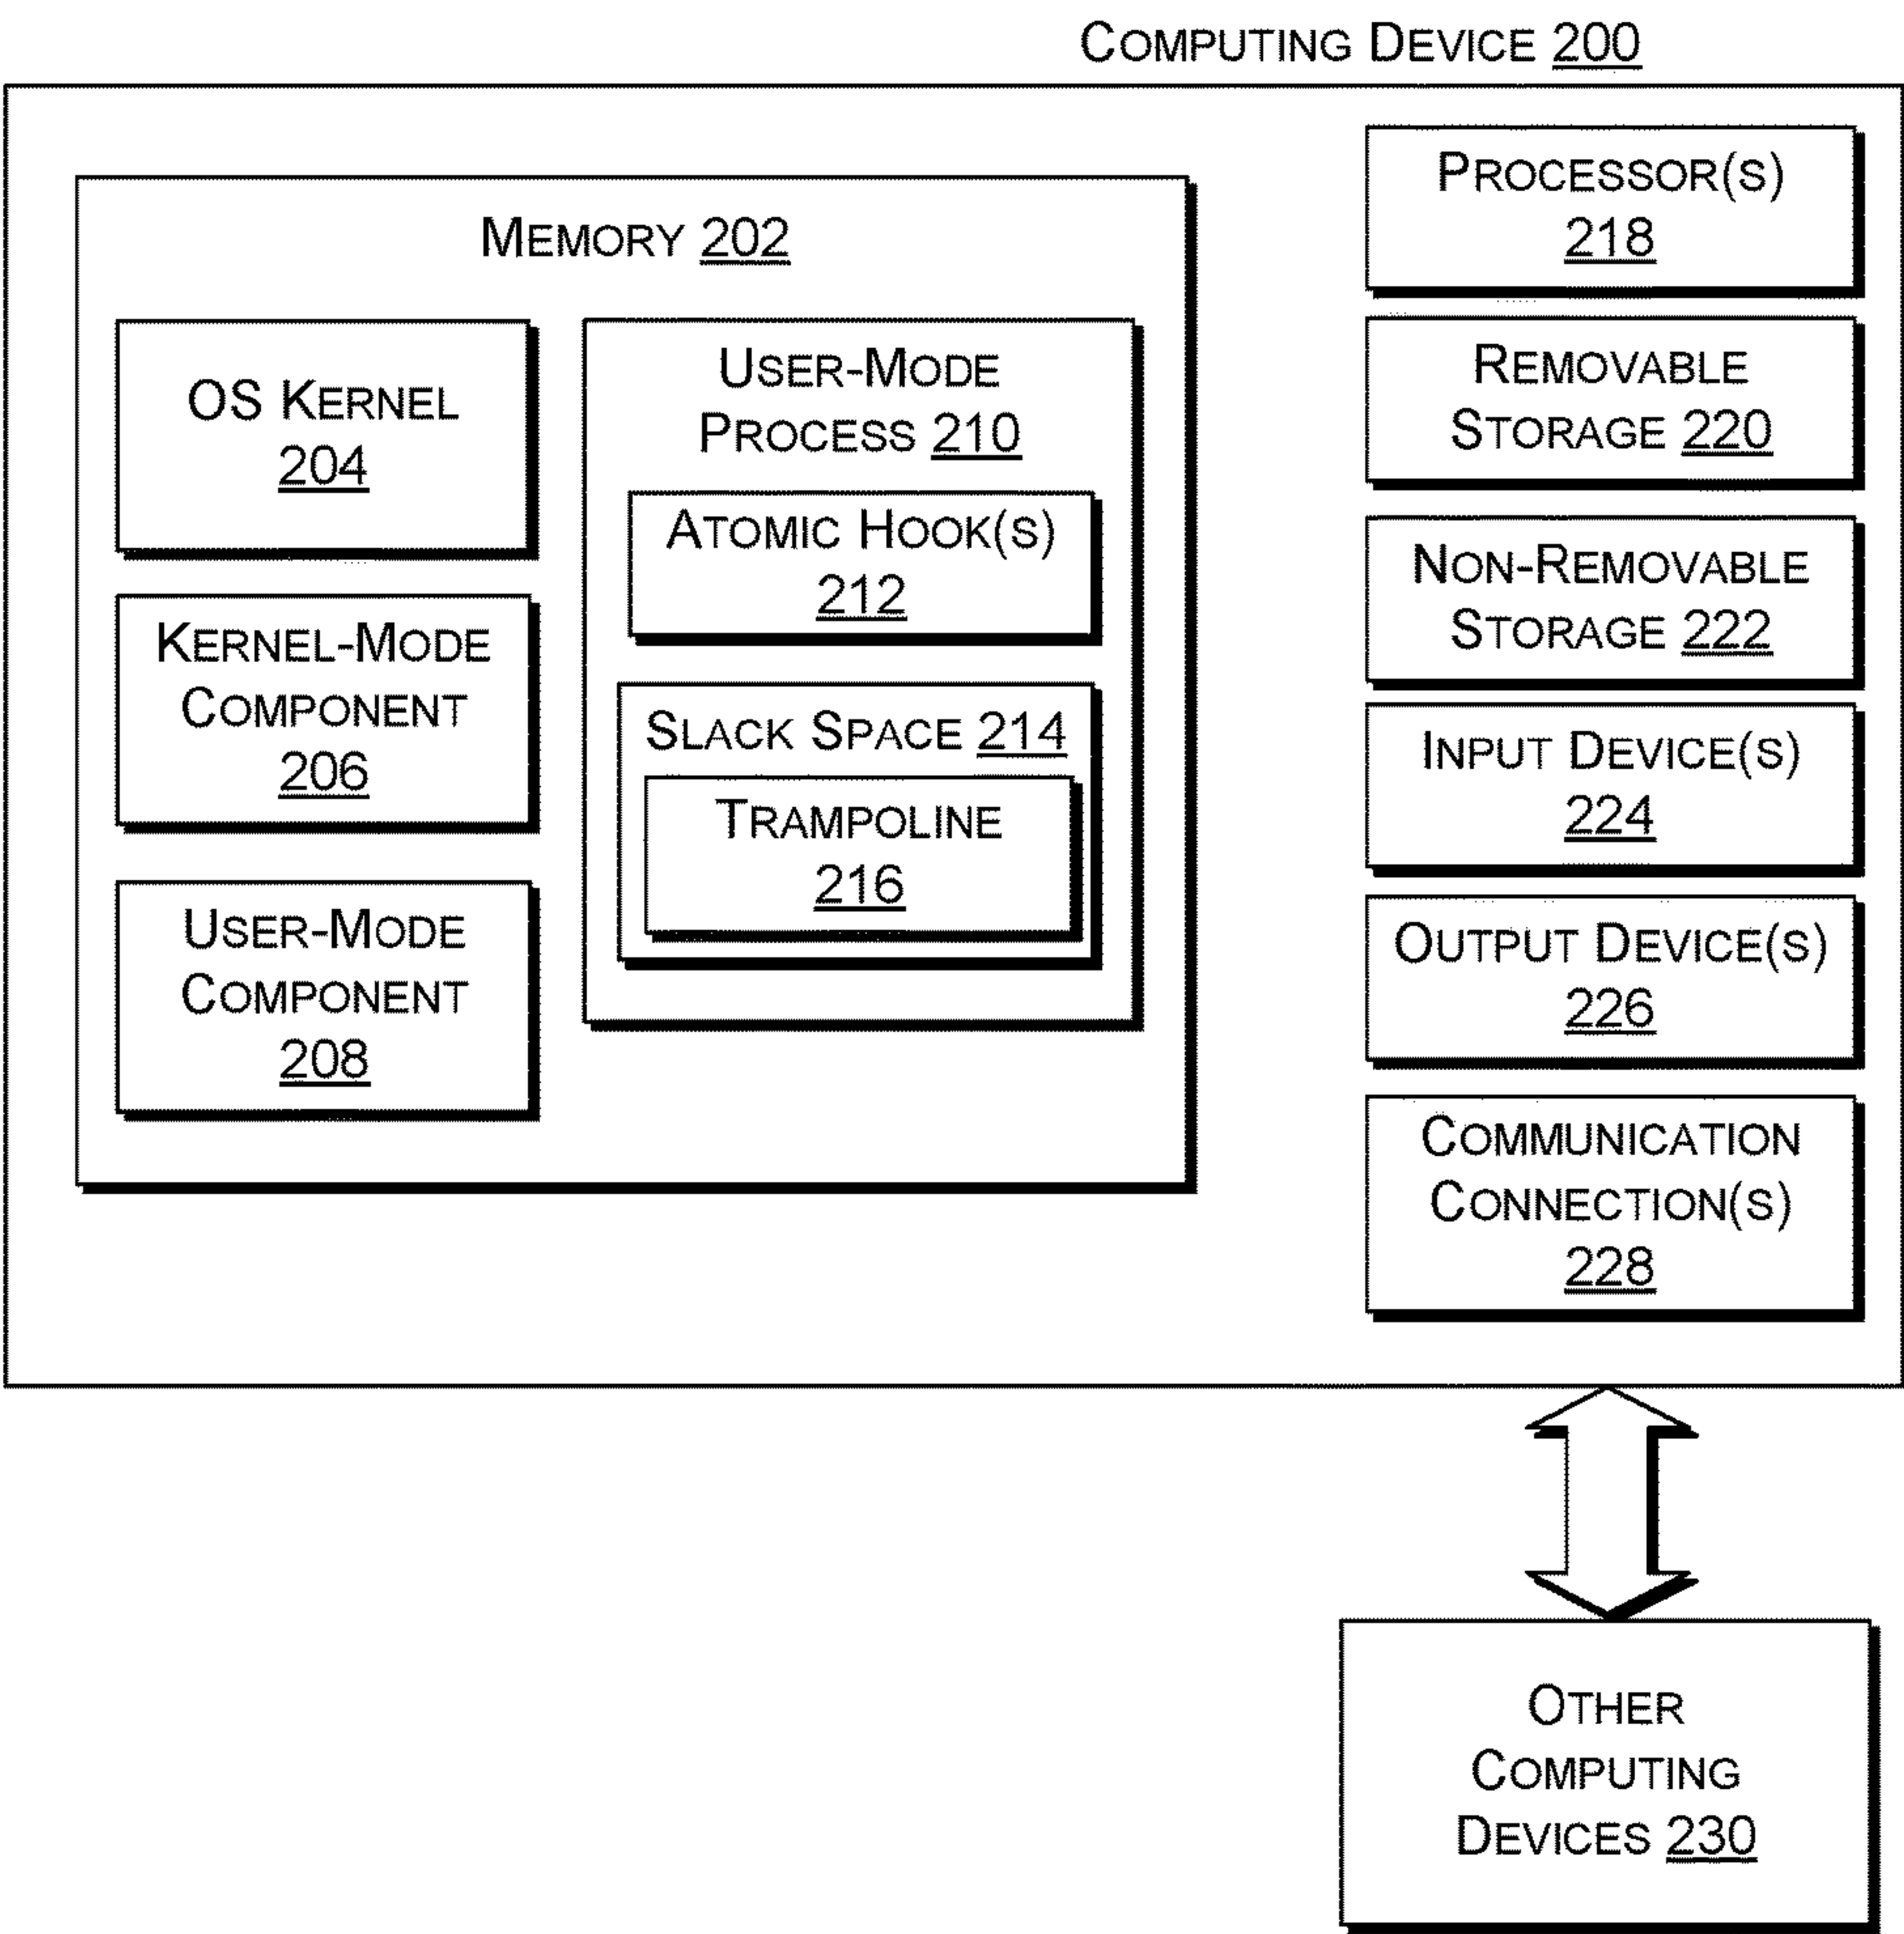 COMPUTING DEVICE 200
MEMORY 202
OS KERNEL
204
KERNEL-MODE
COMPONENT
206
USER-MODE
COMPONENT
208
USER-MODE
PROCESS 210
ATOMIC HOOK(S)
212
SLACK SPACE 214
TRAMPOLINE
216
PROCESSOR(S)
218
REMOVABLE
STORAGE 220
NON-REMOVABLE
STORAGE 222
INPUT DEVICE(S)
224
OUTPUT DEVICE(S)
226
COMMUNICATION
CONNECTION(S)
228
OTHER
COMPUTING
DEVICES 230